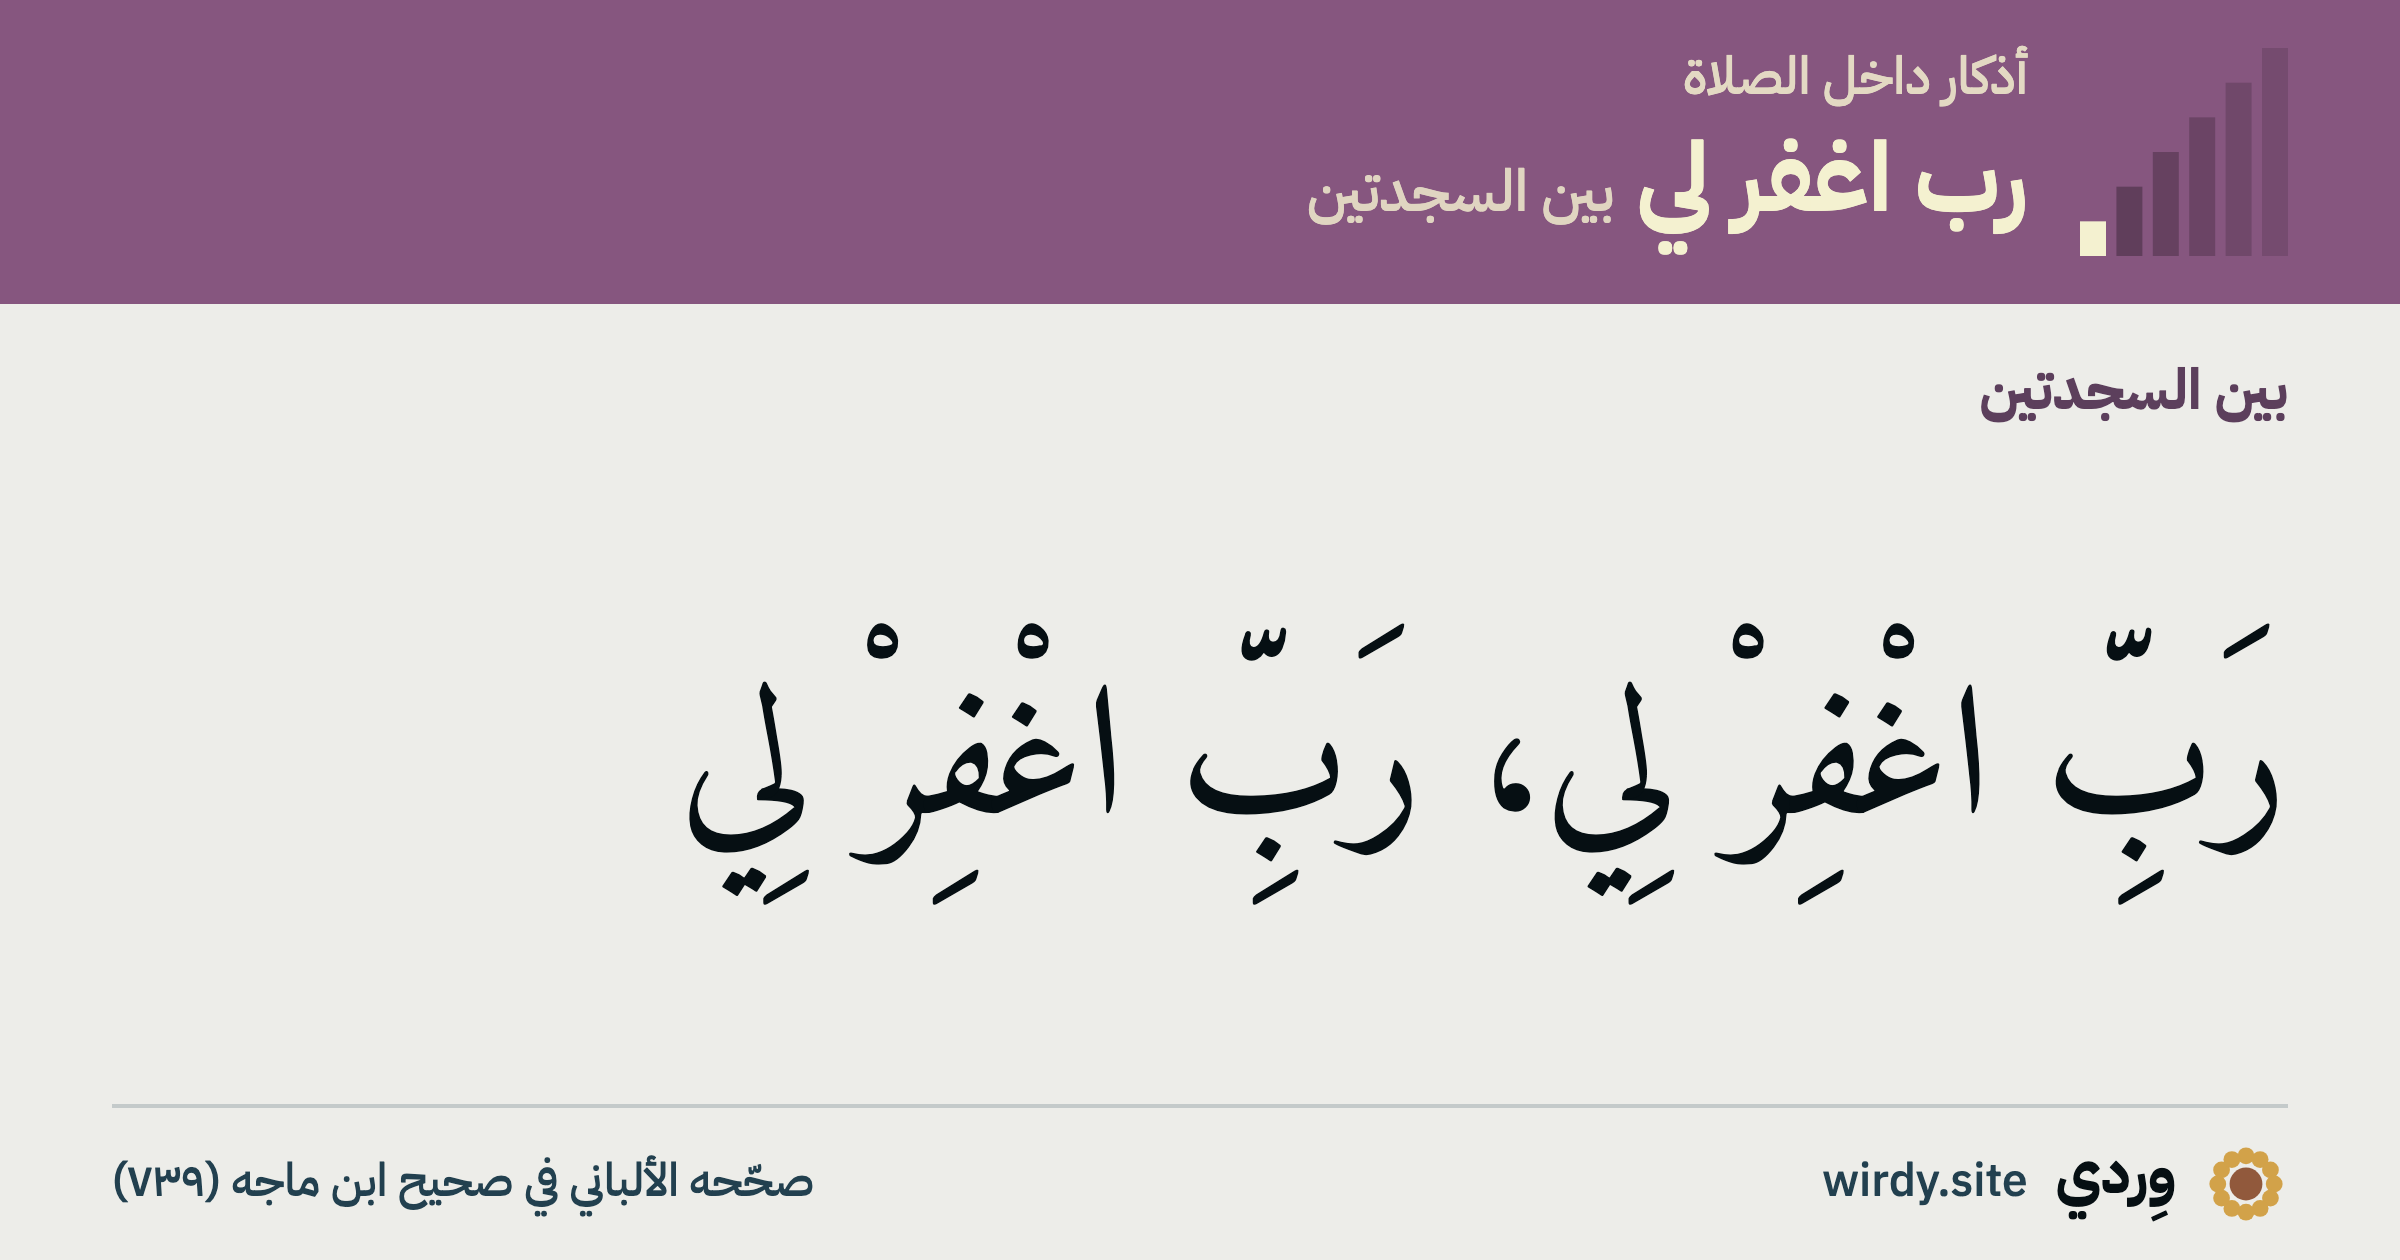 أذكار داخل الصلاة
رب اغفر لي بين السجدتين
بين السجدتين
رَبِّ اغْفِرْ لِي، رَبِّ اغْفِرْ لِي
وِردي wirdy.site
صحّحه الألباني في صحيح ابن ماجه (٧٣٩)